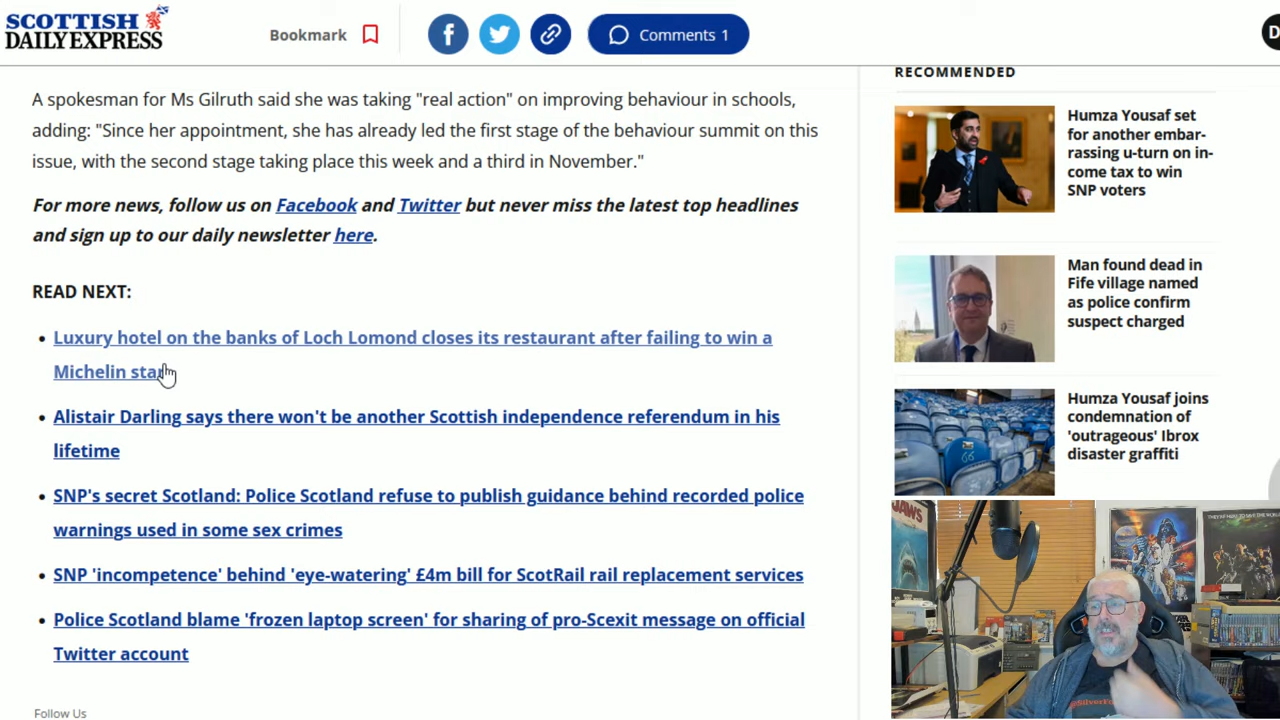 SCOTTISH
DAILY EXPRESS
Bookmark
Comments 1
D
A spokesman for Ms Gilruth said she was taking "real action" on improving behaviour in schools,
adding: "Since her appointment, she has already led the first stage of the behaviour summit on this
issue, with the second stage taking place this week and a third in November."
For more news, follow us on Facebook and Twitter but never miss the latest top headlines
and sign up to our daily newsletter here.
READ NEXT:
Luxury hotel on the banks of Loch Lomond closes its restaurant after failing to win a
Michelin star
Alistair Darling says there won't be another Scottish independence referendum in his
lifetime
SNP's secret Scotland: Police Scotland refuse to publish guidance behind recorded police
warnings used in some sex crimes
SNP 'incompetence' behind 'eye-watering' £4m bill for ScotRail rail replacement services
Police Scotland blame 'frozen laptop screen' for sharing of pro-Scexit message on official
Twitter account
Follow Us
RECOMMENDED
Humza Yousaf set
for another embar-
rassing u-turn on in-
come tax to win
SNP voters
Man found dead in
Fife village named
as police confirm
suspect charged
Humza Yousaf joins
condemnation of
'outrageous' Ibrox
disaster graffiti
66
JAWS
STAR WARS